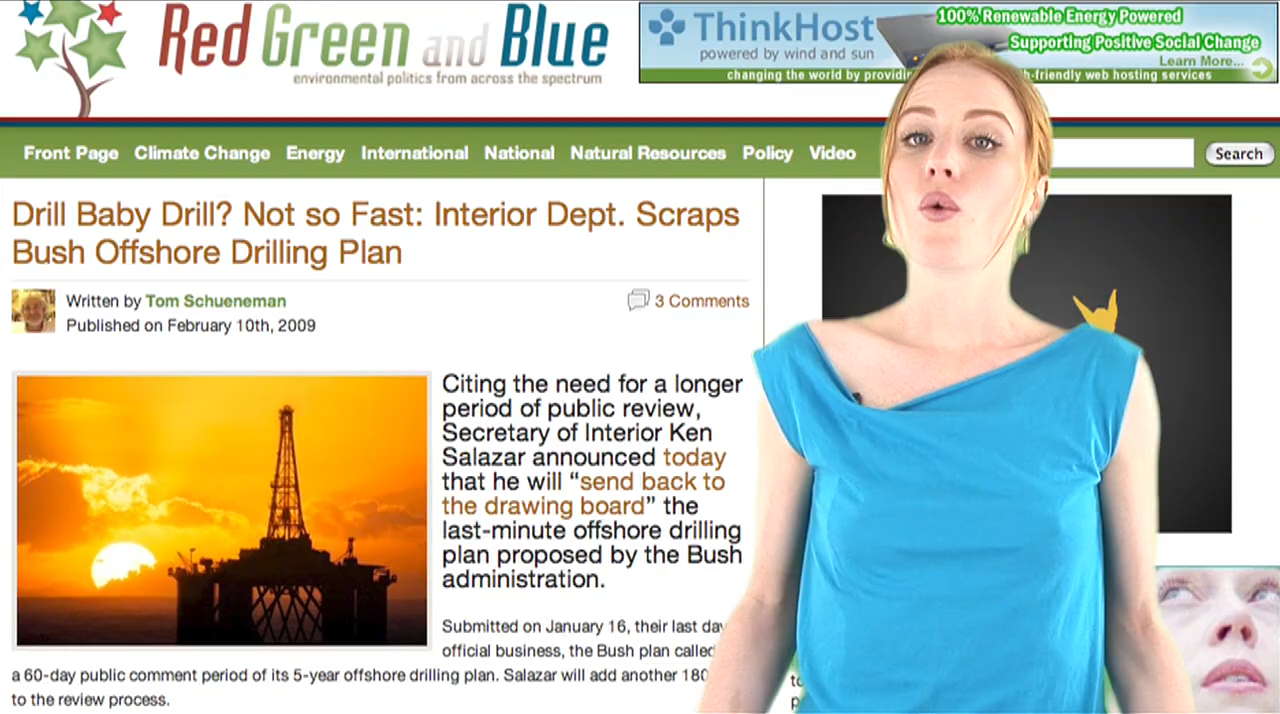 Red Green and Blue
environmental politics from across the spectrum
ThinkHost
powered by wind and sun
100% Renewable Energy Powered
Supporting Positive Social Change
Learn More...
changing the world by
-friendly web hosting services
Front Page Climate Change Energy International National Natural Resources Policy Video
Search
Drill Baby Drill? Not so Fast: Interior Dept. Scraps
Bush Offshore Drilling Plan
Written by Tom Schueneman
3 Comments
Published on February 10th, 2009
Citing the need for a longer
period of public review,
Secretary of Interior Ken
Salazar announced today
that he will “send back to
the drawing board” the
last-minute offshore drilling
plan proposed by the Bush
administration.
Submitted on January 16, their last
official business, the Bush plan called
a 60-day public comment period of its 5-year offshore drilling plan. Salazar will add another 180
to the review process.